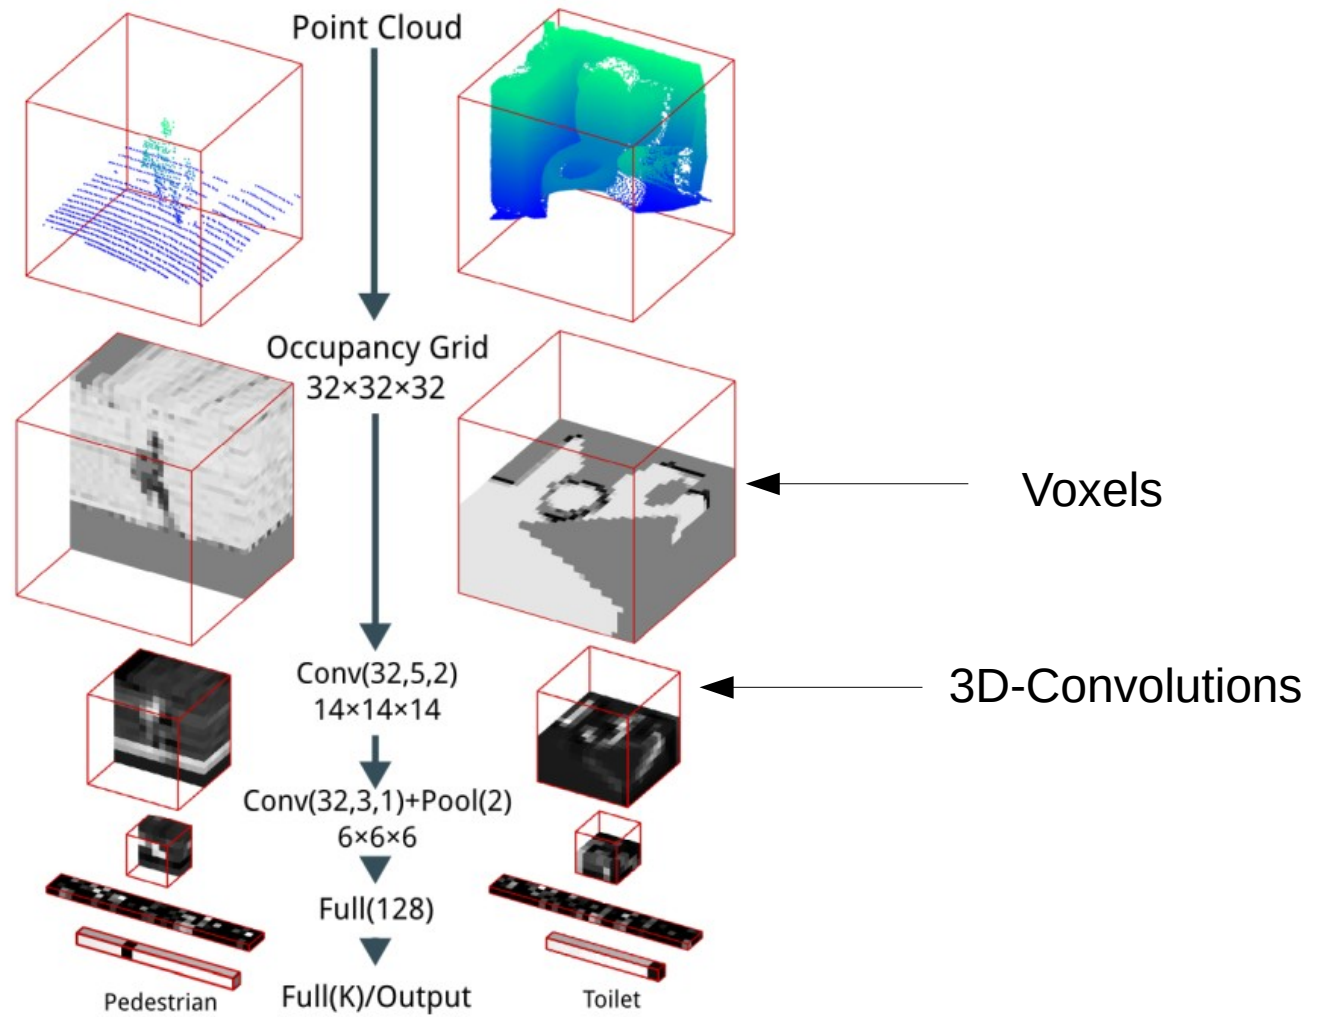 Point Cloud
Occupancy Grid
32×32×32
Voxels
Conv(32,5,2)
14×14×14
3D-Convolutions
Conv(32,3,1)+Pool(2)
6×6×6
Full(128)
Full(K)/Output
Pedestrian
Toilet